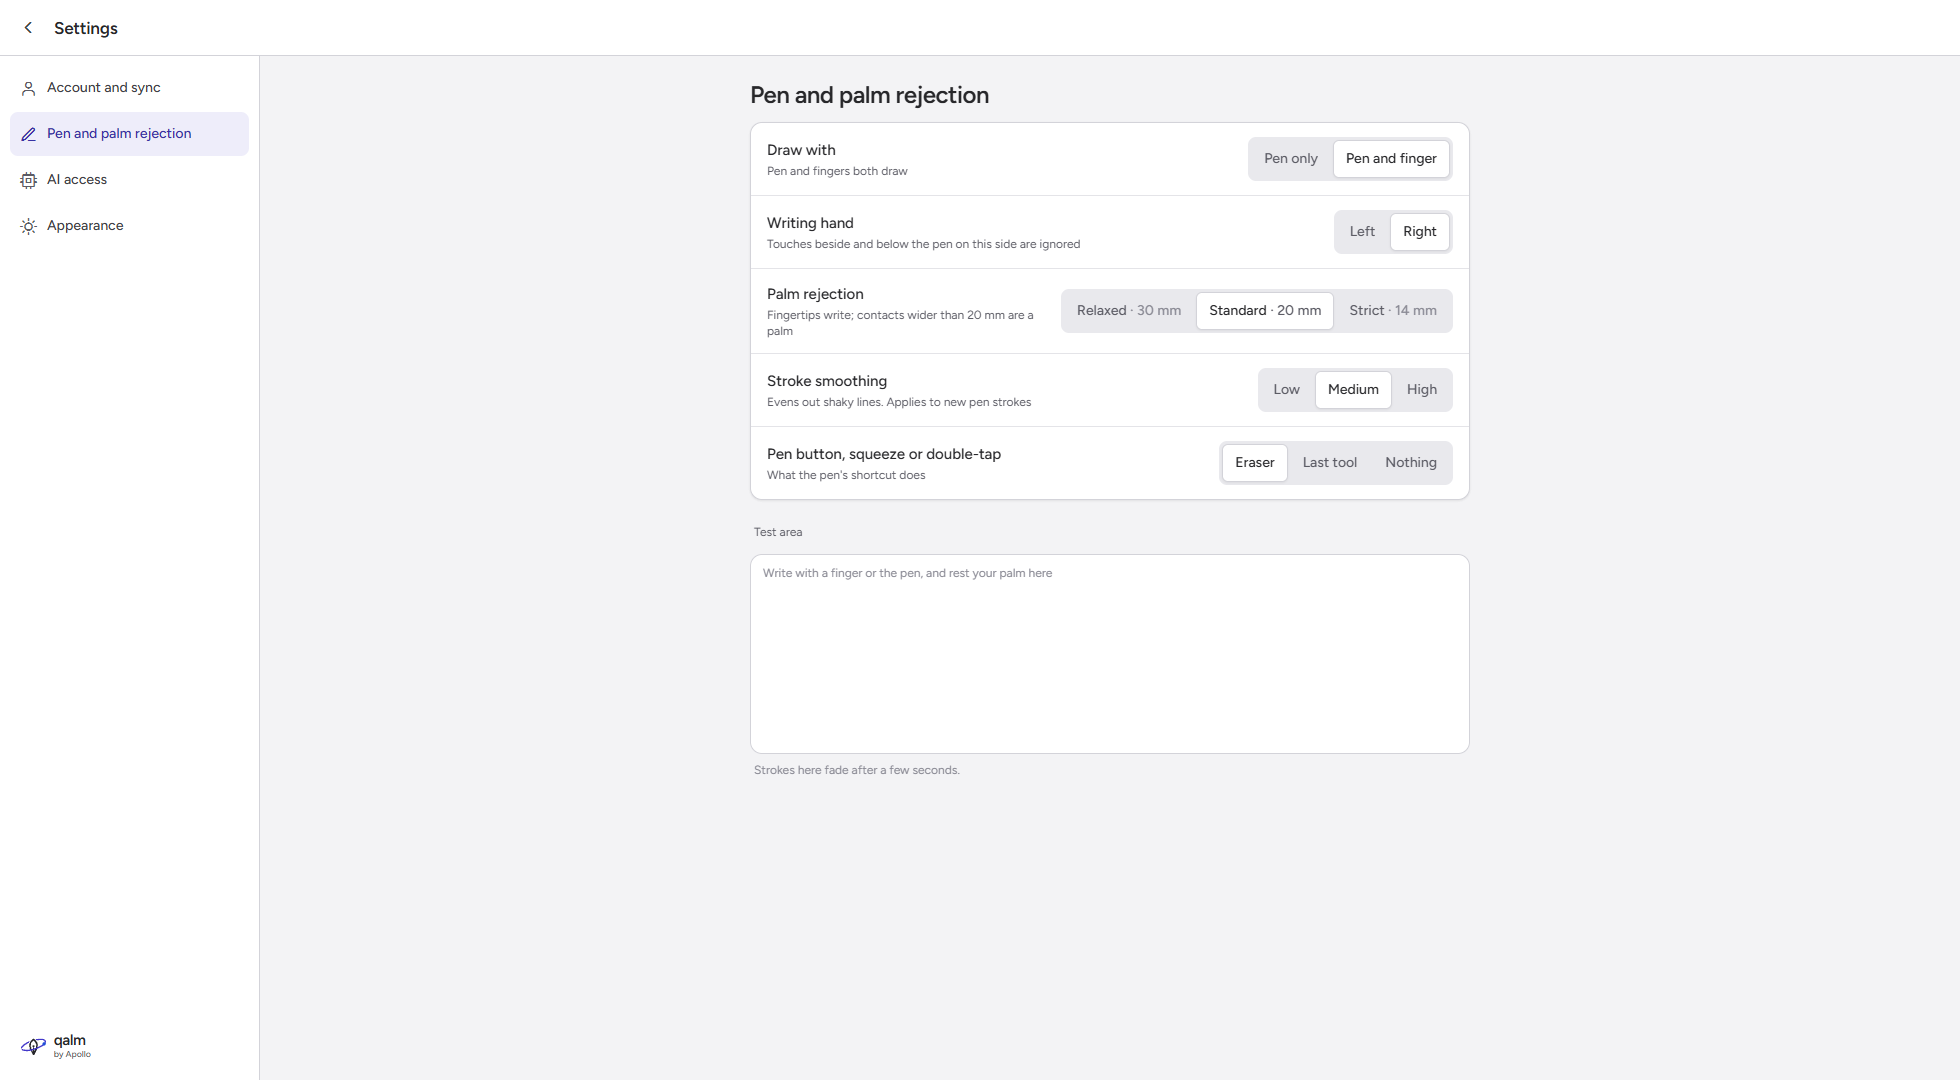 Settings
Account and sync
Pen and palm rejection
AI access
Appearance
Pen and palm rejection
Draw with
Pen and fingers both draw
Pen only
Pen and finger
Writing hand
Touches beside and below the pen on this side are ignored
Left
Right
Palm rejection
Fingertips write; contacts wider than 20 mm are a
palm
Relaxed · 30 mm
Standard · 20 mm
Strict · 14 mm
Stroke smoothing
Evens out shaky lines. Applies to new pen strokes
Low
Medium
High
Pen button, squeeze or double-tap
What the pen's shortcut does
Eraser
Last tool
Nothing
Test area
Write with a finger or the pen, and rest your palm here
Strokes here fade after a few seconds.
qalm
by Apollo